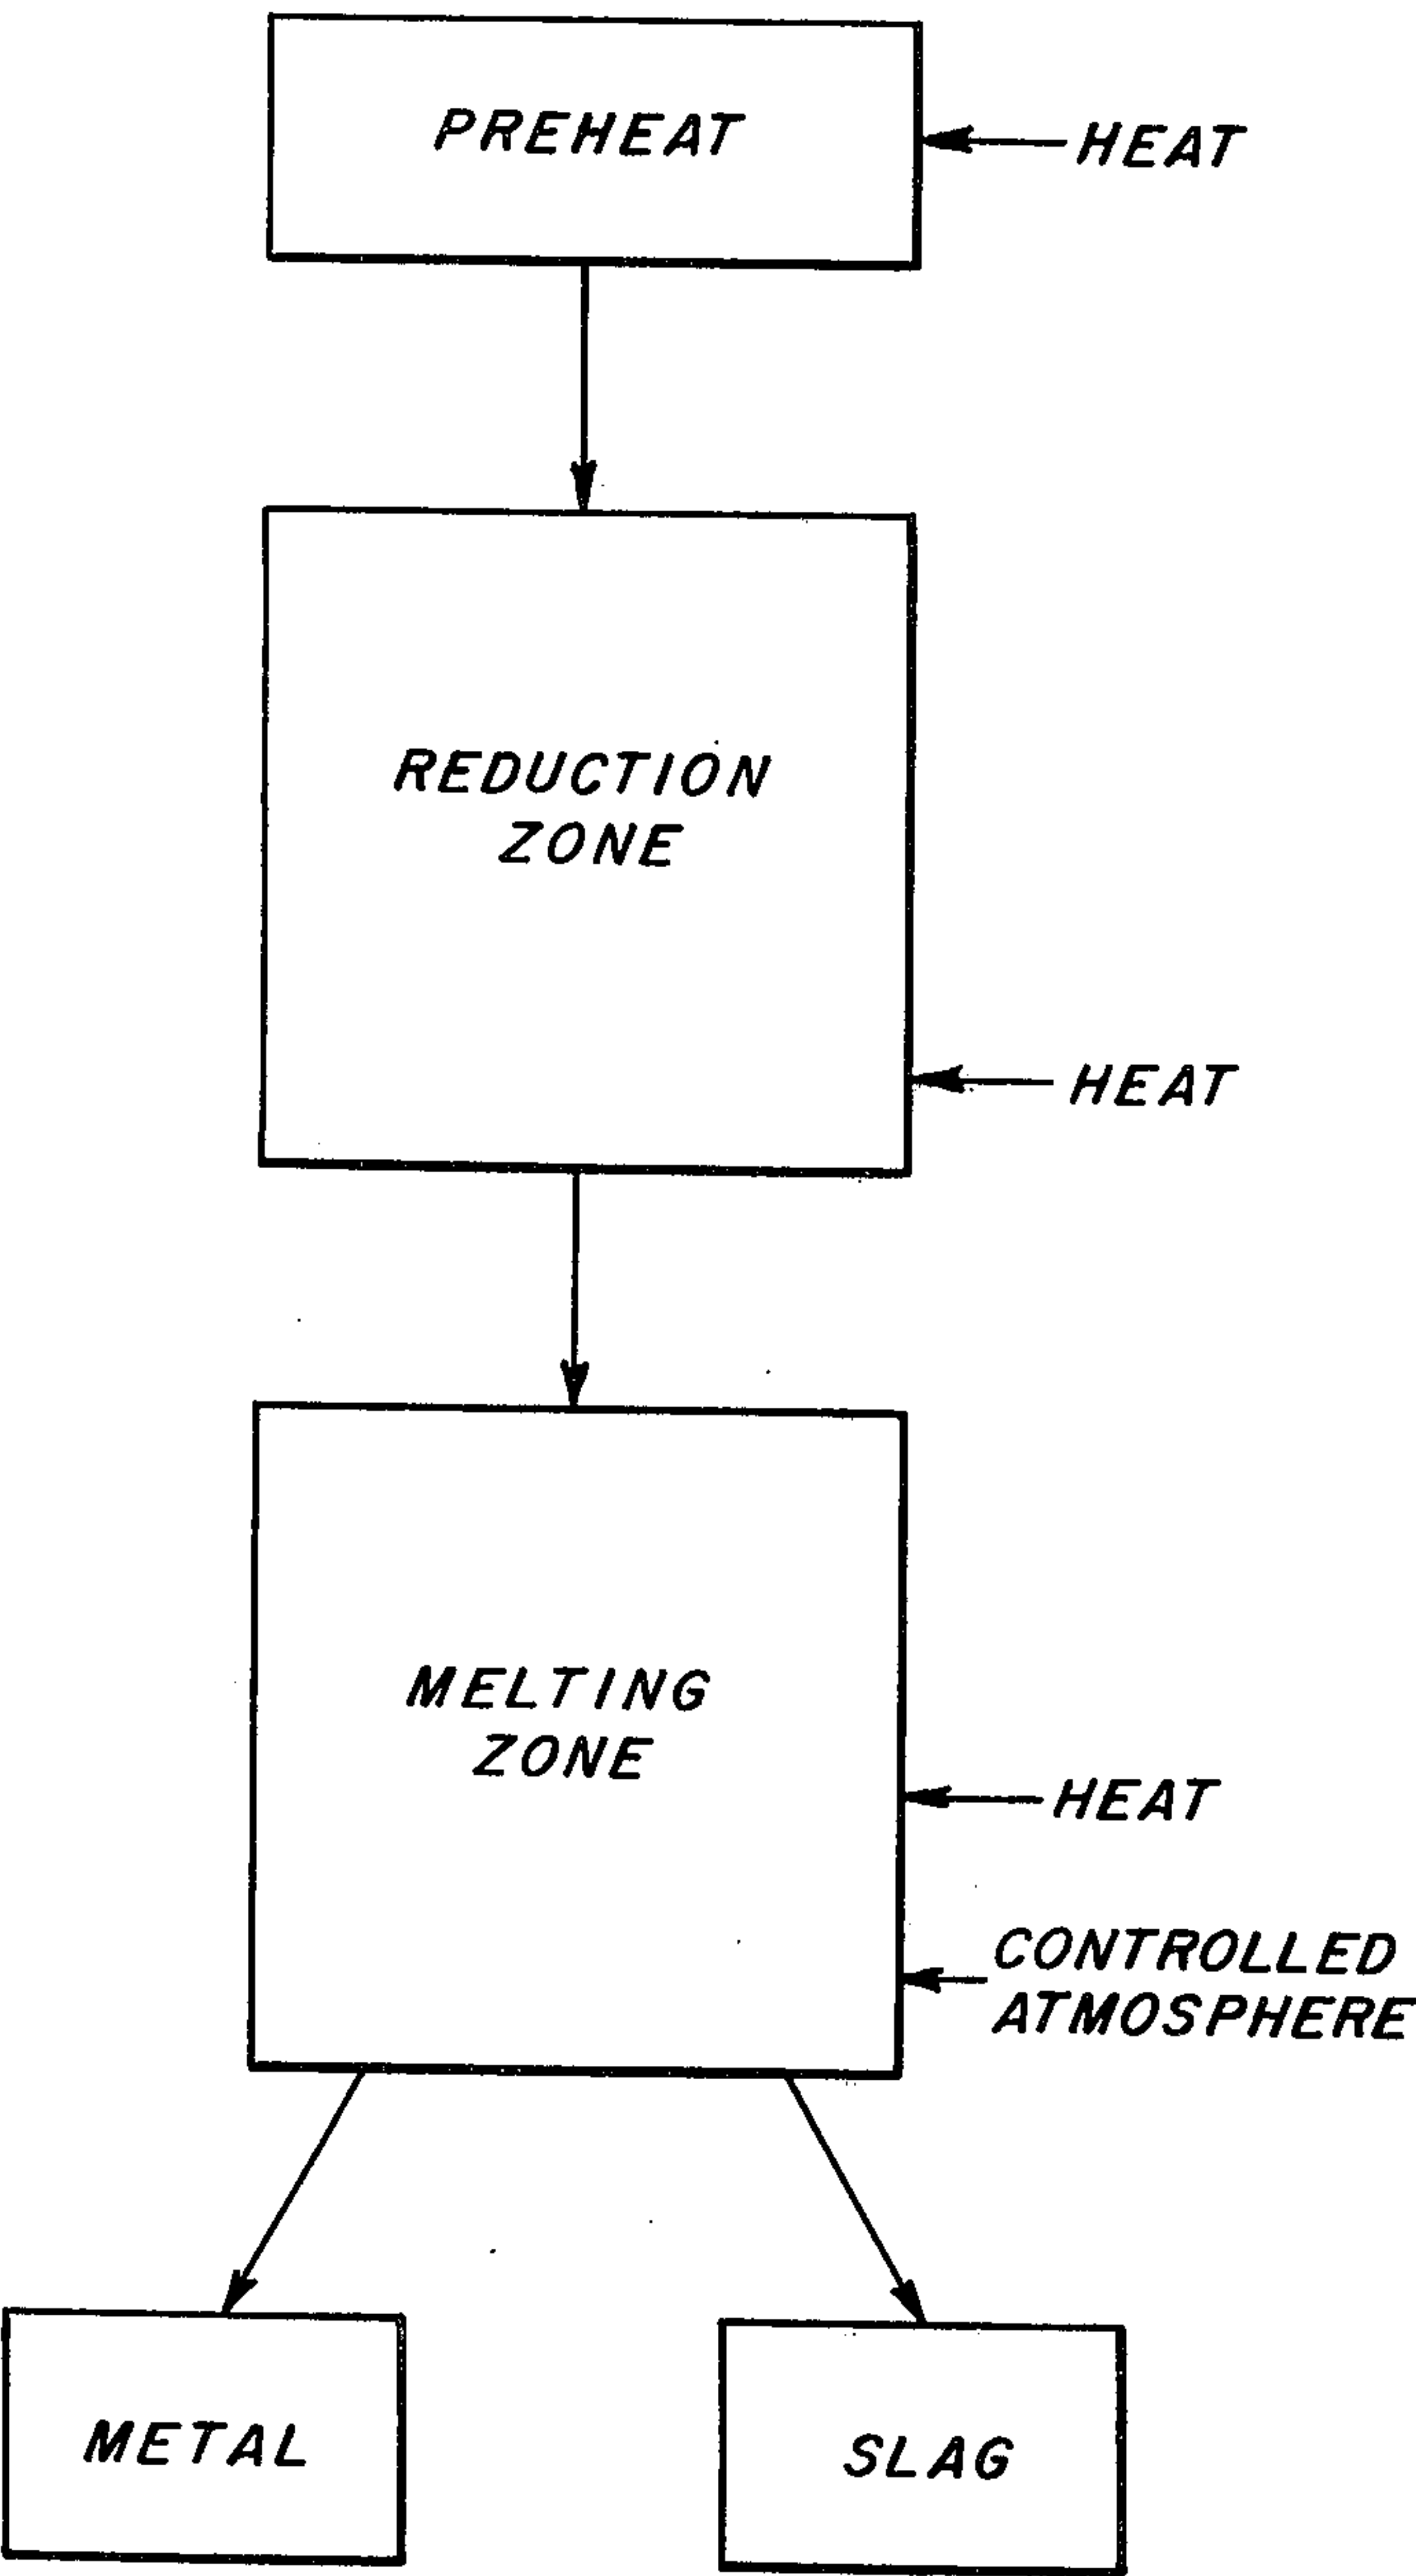 PREHEAT
HEAT
REDUCTION
ZONE
HEAT
MELTING
ZONE
HEAT
CONTROLLED
ATMOSPHERE
METAL
SLAG